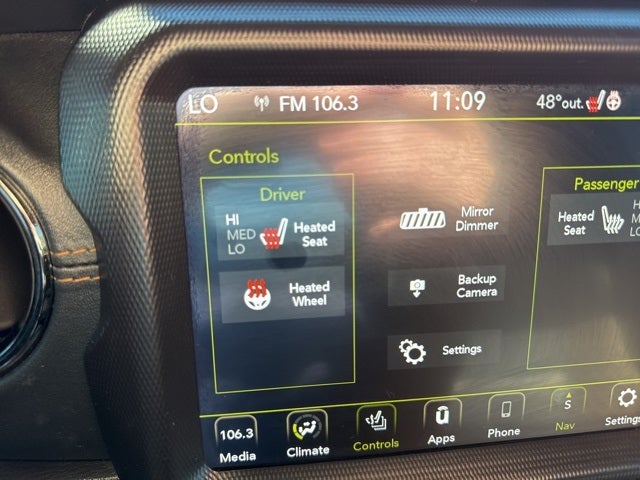 LO FM 106.3 11:09 48°out.
Controls
Driver
HI
MED
LO
Heated
Seat
Heated
Wheel
Mirror
Dimmer
Backup
Camera
Settings
Passenger
Heated
Seat
LO
106.3
Media
Climate
Controls
u
Apps
Phone
S
Nav
Settings